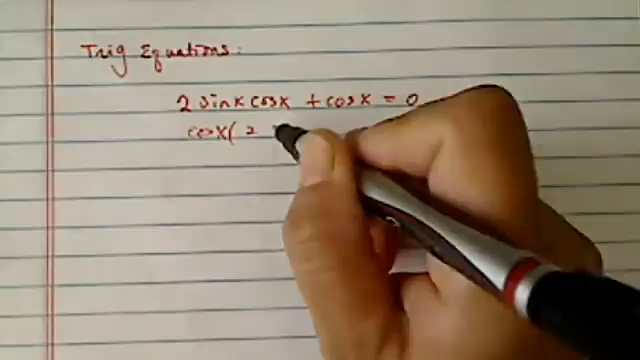 Trig Equations:
2 sinx cosx + cosx = 0
cosx( 2